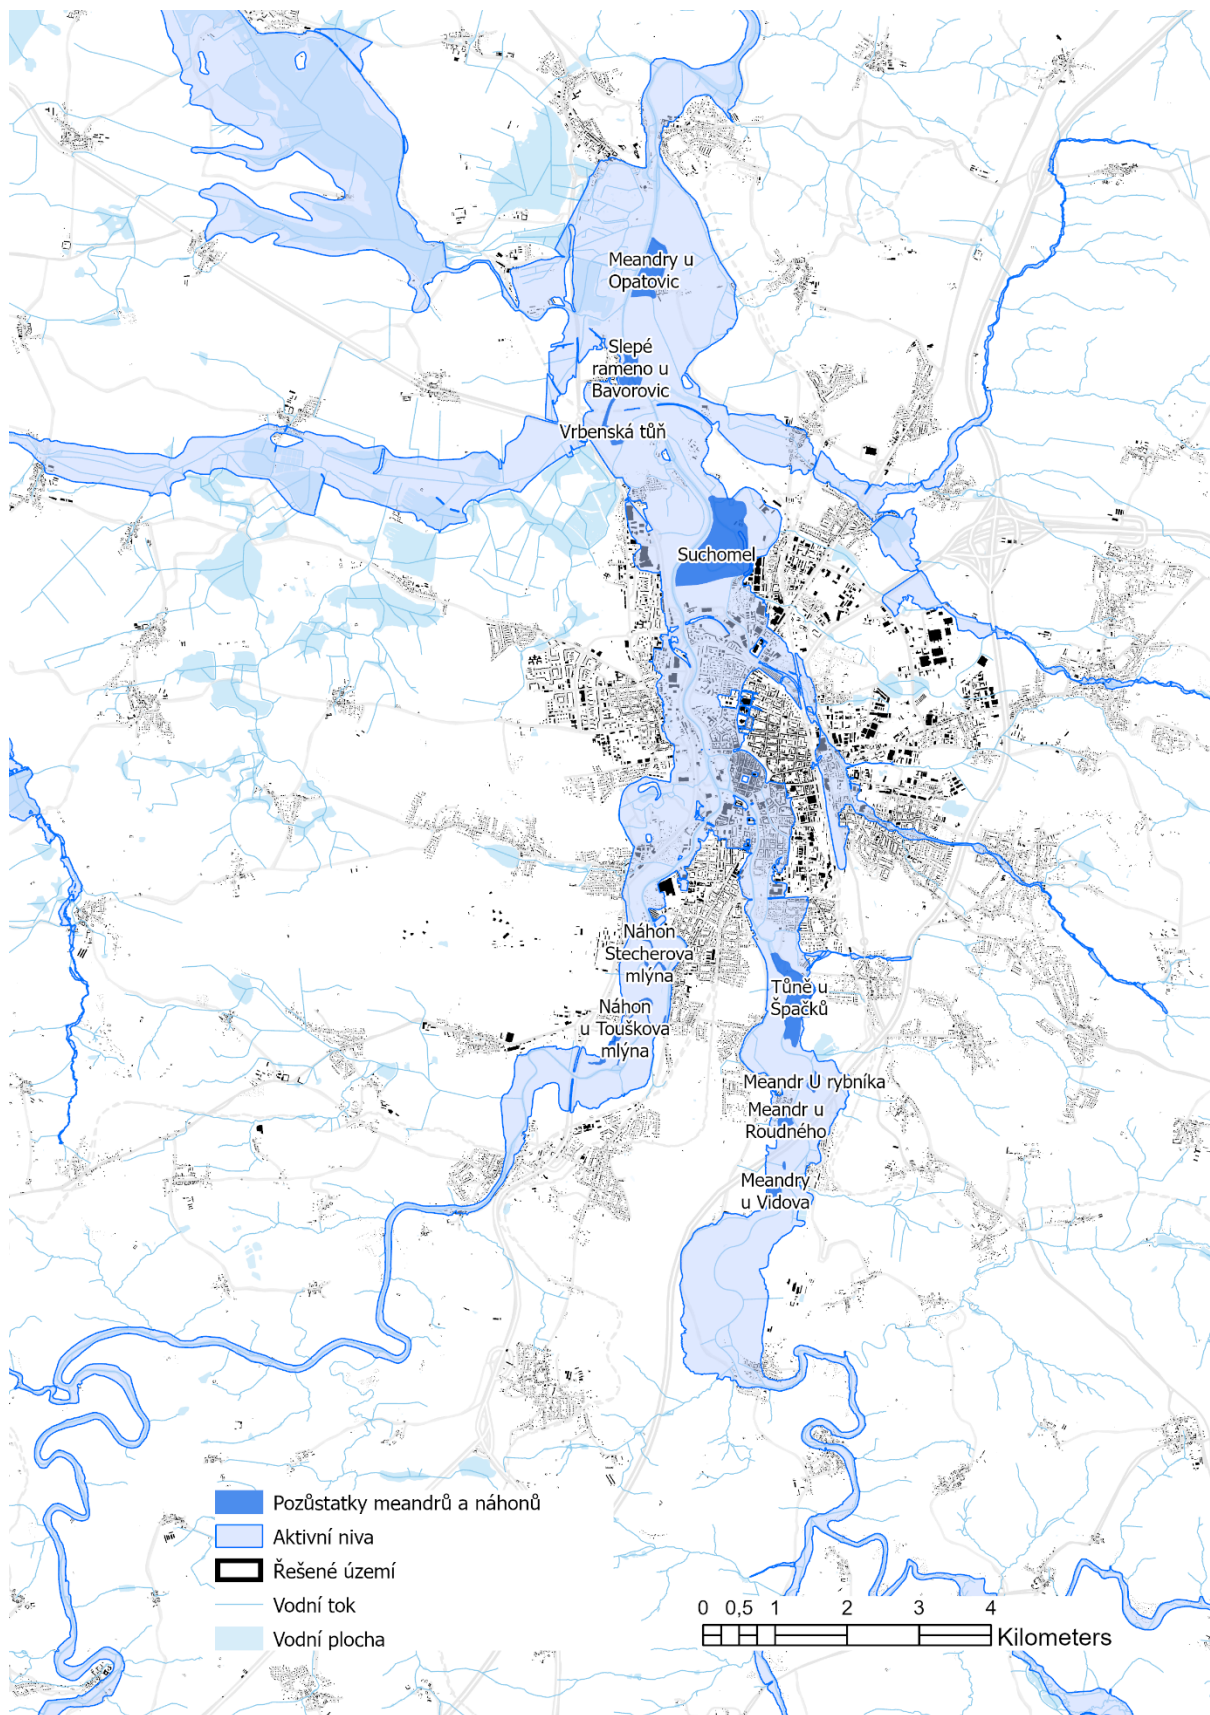 Meandry u
Opatovic
Slepé
rameno u
Bavorovic
Vrbenská tůň
Suchomel
Náhon
Štecherova
mlýna
Náhon
u Touškova
mlýna
Tůně u
Špačků
Meandr U rybníka
Meandr u
Roudného
Meandry
u Vidova
Pozůstatky meandrů a náhonů
Aktivní niva
Řešené území
Vodní tok
Vodní plocha
0 0,5 1 2 3 4
Kilometers